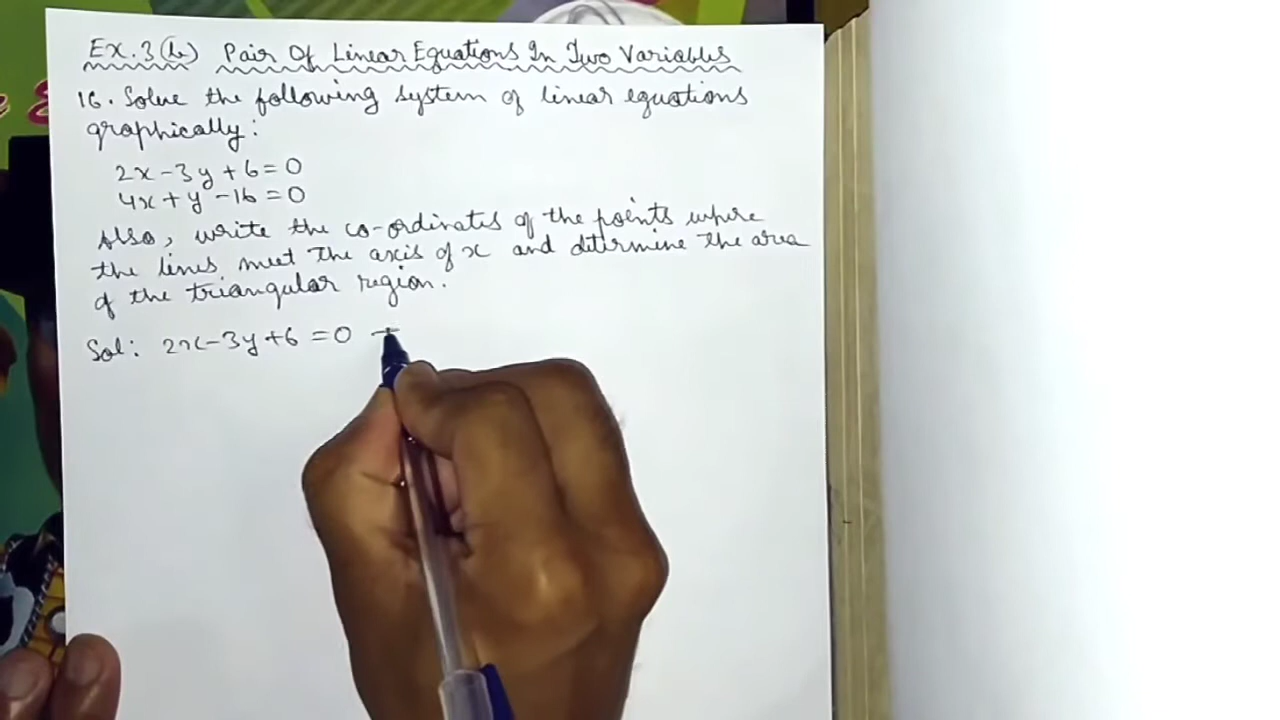 Ex. 3(b) Pair Of Linear Equations In Two Variables
16. Solve the following system of linear equations
graphically:
2x - 3y + 6 = 0
4x + y - 16 = 0
Also, write the co-ordinates of the points where
the lines meet the axis of x and ditirmine the area
of the triangular region.
Sol: 2x - 3y + 6 = 0